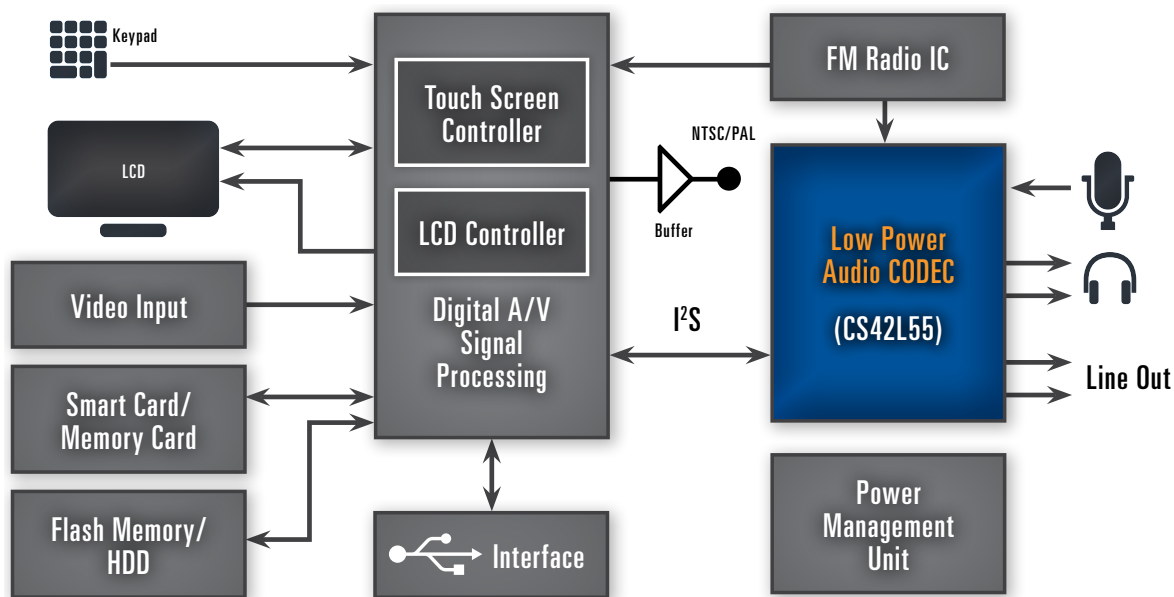 Keypad
LCD
Video Input
Smart Card/
Memory Card
Flash Memory/
HDD
Touch Screen
Controller
LCD Controller
Digital A/V
Signal
Processing
Interface
NTSC/PAL
Buffer
I²S
FM Radio IC
Low Power
Audio CODEC
(CS42L55)
Line Out
Power
Management
Unit